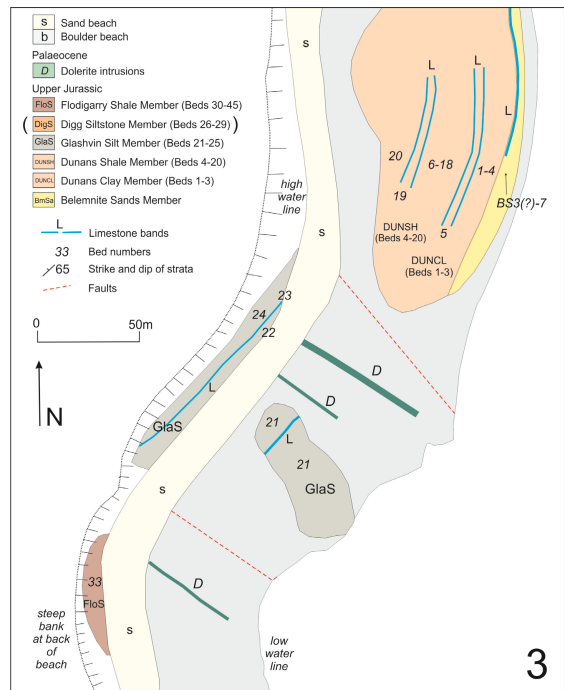 s Sand beach
b Boulder beach
Palaeocene
D Dolerite intrusions
Upper Jurassic
FloS Flodigarry Shale Member (Beds 30-45)
( DigS Digg Siltstone Member (Beds 26-29) )
GlaS Glashvin Silt Member (Beds 21-25)
DUNSH Dunans Shale Member (Beds 4-20)
DUNCL Dunans Clay Member (Beds 1-3)
BmSa Belemnite Sands Member
L Limestone bands
33 Bed numbers
65 Strike and dip of strata
Faults
0 50m
N
s
high
water
line
s
L
L
L
20
6-18
1-4
19
BS3(?)-7
5
DUNSH
(Beds 4-20)
DUNCL
(Beds 1-3)
23
24
22
L
GlaS
D
D
21
L
21
GlaS
s
33
FloS
D
s
steep
bank
at back
of
beach
low
water
line
3